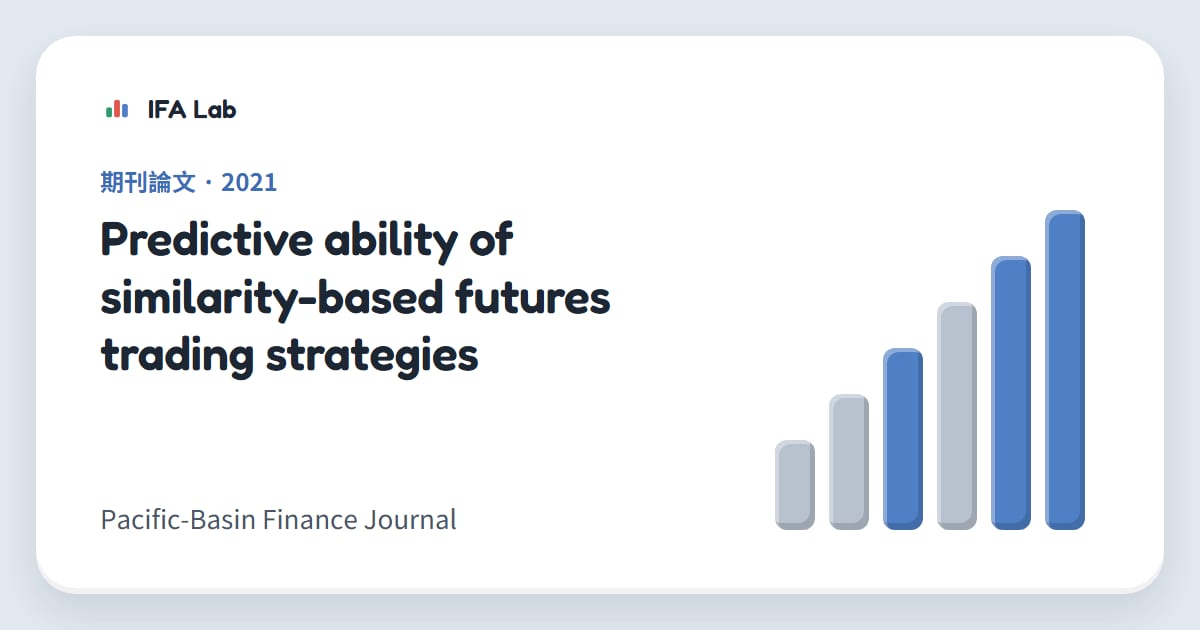 IFA Lab
期刊論文 · 2021
Predictive ability of
similarity-based futures
trading strategies
Pacific-Basin Finance Journal